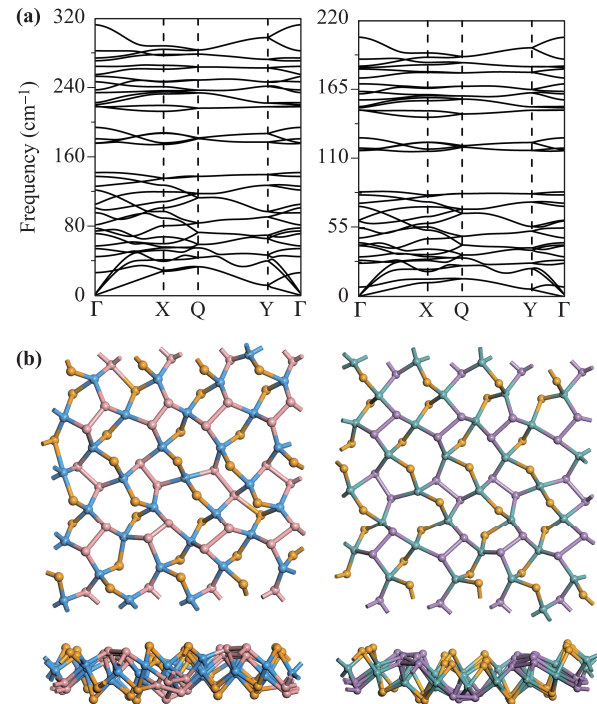 (a)
Frequency (cm⁻¹)
320
240
160
80
0
Γ X Q Y Γ
220
165
110
55
0
Γ X Q Y Γ
(b)